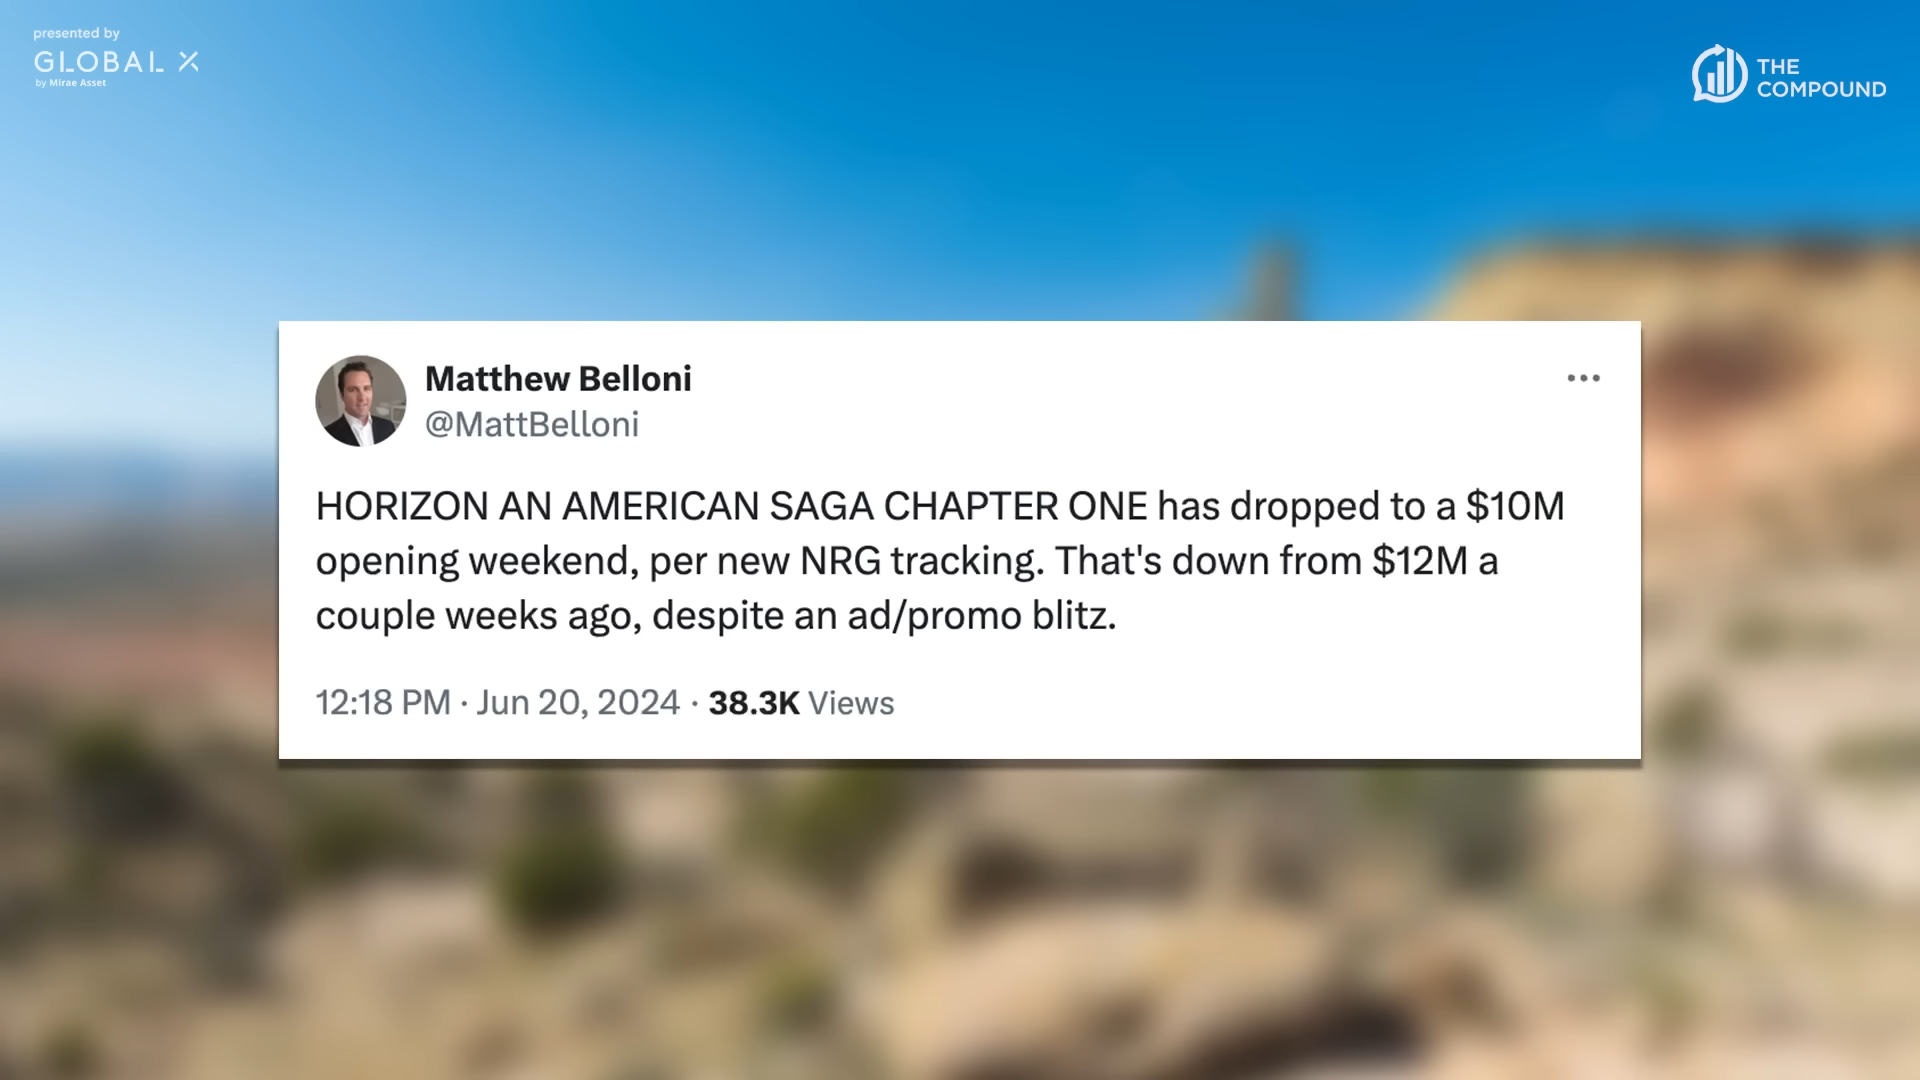 presented by
GLOBAL X
by Mirae Asset
THE
COMPOUND
Matthew Belloni
@MattBelloni
HORIZON AN AMERICAN SAGA CHAPTER ONE has dropped to a $10M
opening weekend, per new NRG tracking. That's down from $12M a
couple weeks ago, despite an ad/promo blitz.
12:18 PM · Jun 20, 2024 · 38.3K Views